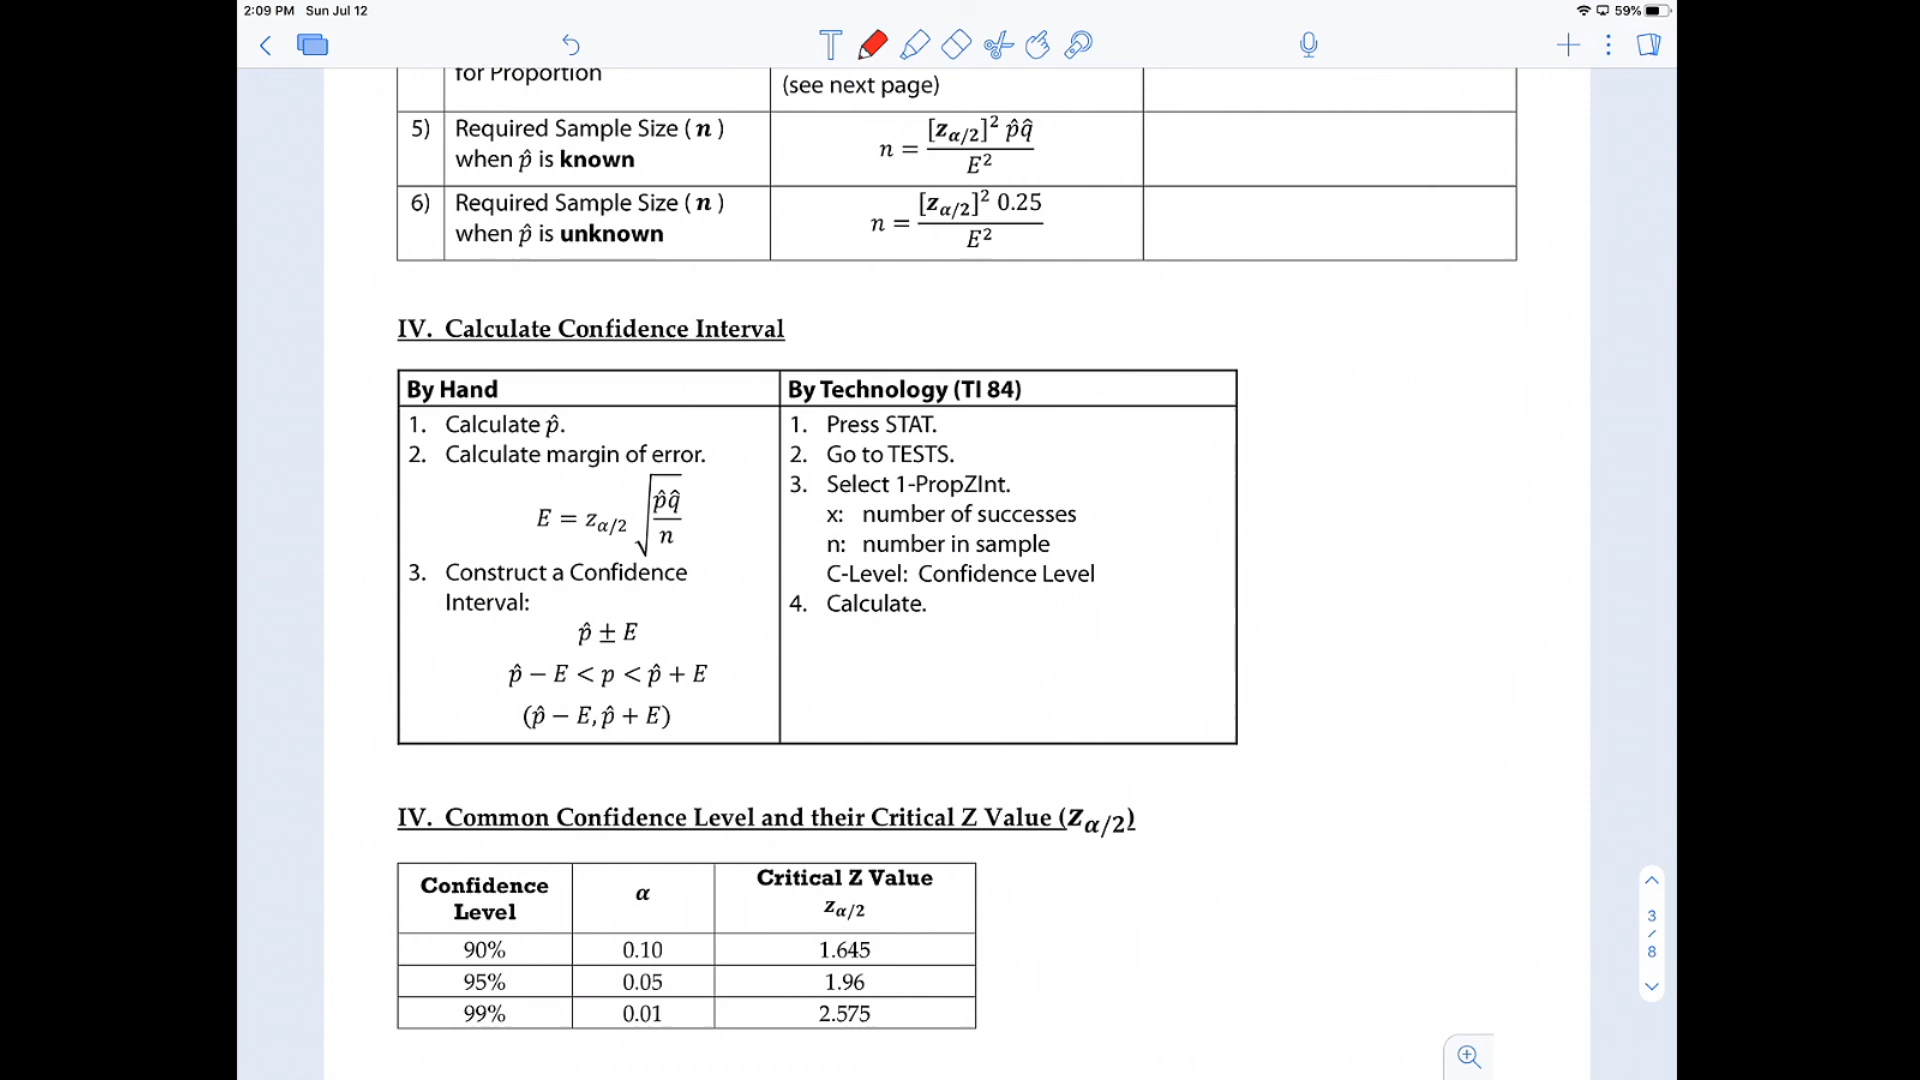 2:09 PM Sun Jul 12
59%
for Proportion
(see next page)
5) Required Sample Size ( n )
when p̂ is known
n = [z_{α/2}]² p̂q̂ / E²
6) Required Sample Size ( n )
when p̂ is unknown
n = [z_{α/2}]² 0.25 / E²
IV. Calculate Confidence Interval
By Hand
1. Calculate p̂.
2. Calculate margin of error.
E = z_{α/2} √(p̂q̂ / n)
3. Construct a Confidence
Interval:
p̂ ± E
p̂ − E < p < p̂ + E
(p̂ − E, p̂ + E)
By Technology (TI 84)
1. Press STAT.
2. Go to TESTS.
3. Select 1-PropZInt.
x: number of successes
n: number in sample
C-Level: Confidence Level
4. Calculate.
IV. Common Confidence Level and their Critical Z Value (Z_{α/2})
Confidence
Level
α
Critical Z Value
z_{α/2}
90% 0.10 1.645
95% 0.05 1.96
99% 0.01 2.575
3
/
8